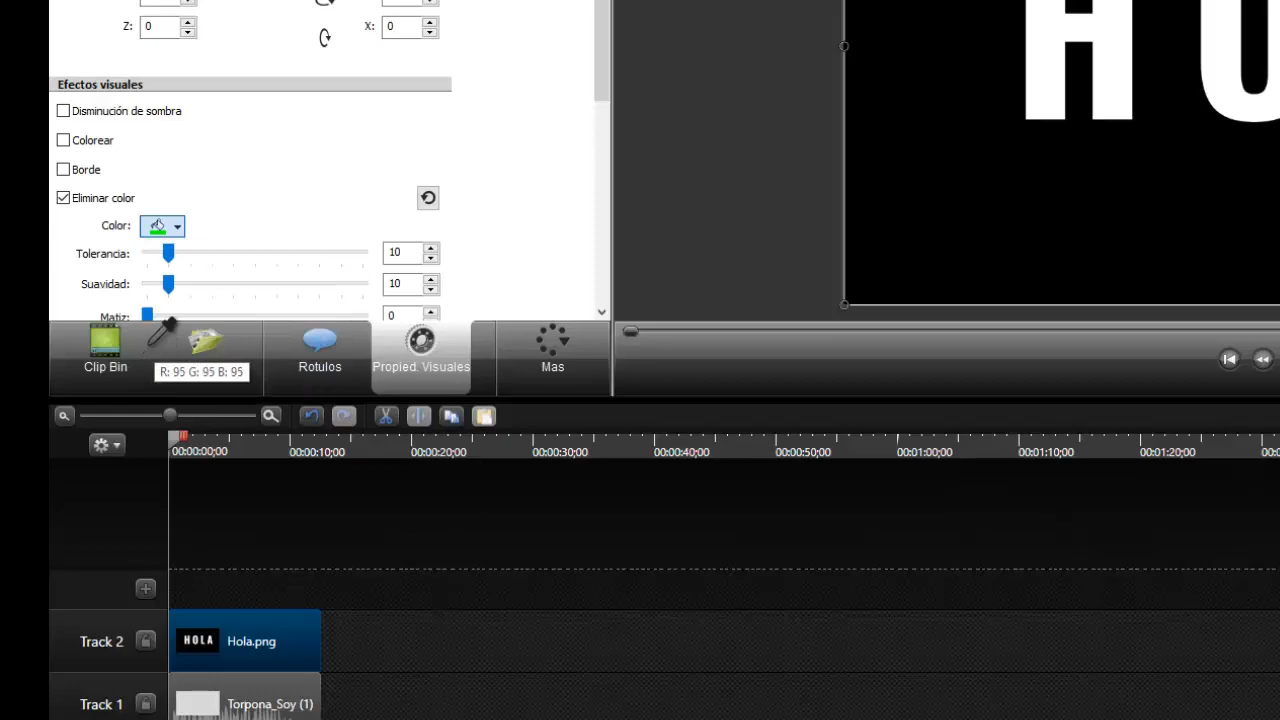 Z: 0 X: 0
Efectos visuales
Disminución de sombra
Colorear
Borde
Eliminar color
Color:
Tolerancia: 10
Suavidad: 10
Matiz: 0
Clip Bin Rotulos Propied. Visuales Mas
R: 95 G: 95 B: 95
00:00:00;00 00:00:10;00 00:00:20;00 00:00:30;00 00:00:40;00 00:00:50;00 00:01:00;00 00:01:10;00 00:01:20;00 00:0
Track 2 HOLA Hola.png
Track 1 Torpona_Soy (1)
H